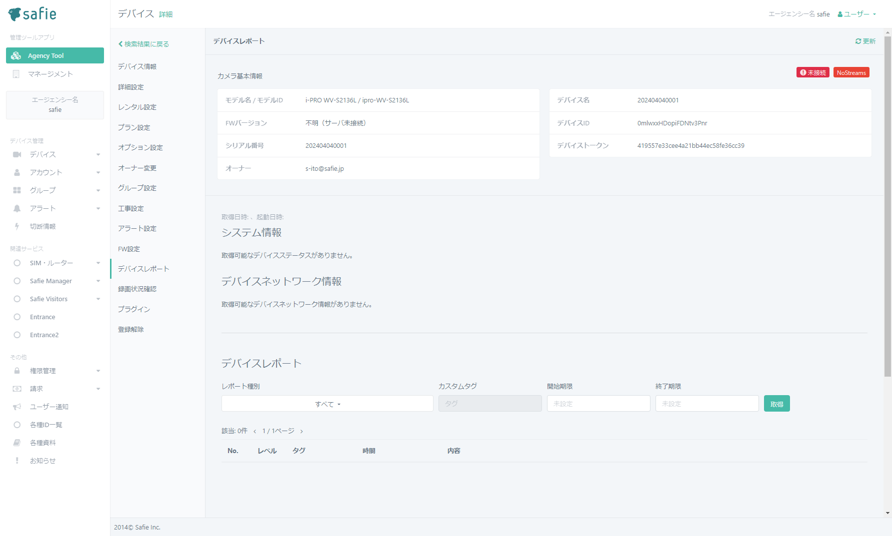 safie
管理ツールアプリ
Agency Tool
マネージメント
エージェンシー名
safie
デバイス管理
デバイス
アカウント
グループ
アラート
切断情報
関連サービス
SIM・ルーター
Safie Manager
Safie Visitors
Entrance
Entrance2
その他
権限管理
請求
ユーザー通知
各種ID一覧
各種資料
お知らせ
デバイス 詳細
エージェンシー名 safie ユーザー
検索結果に戻る
デバイス情報
詳細設定
レンタル設定
プラン設定
オプション設定
オーナー変更
グループ設定
工事設定
アラート設定
FW設定
デバイスレポート
録画状況確認
プラグイン
登録解除
デバイスレポート
更新
カメラ基本情報
未接続 NoStreams
モデル名 / モデルID i-PRO WV-S2136L / ipro-WV-S2136L
FWバージョン 不明（サーバ未接続）
シリアル番号 202404040001
オーナー s-ito@safie.jp
デバイス名 202404040001
デバイスID 0mlwxxHDopiFDNtv3Pnr
デバイストークン 419557e33cee4a21bb44ec58fe36cc39
取得日時: 、起動日時:
システム情報
取得可能なデバイスステータスがありません。
デバイスネットワーク情報
取得可能なデバイスネットワーク情報がありません。
デバイスレポート
レポート種別 カスタムタグ 開始期限 終了期限
すべて タグ 未設定 未設定 取得
該当: 0件 ‹ 1 / 1ページ ›
No. レベル タグ 時間 内容
2014© Safie Inc.